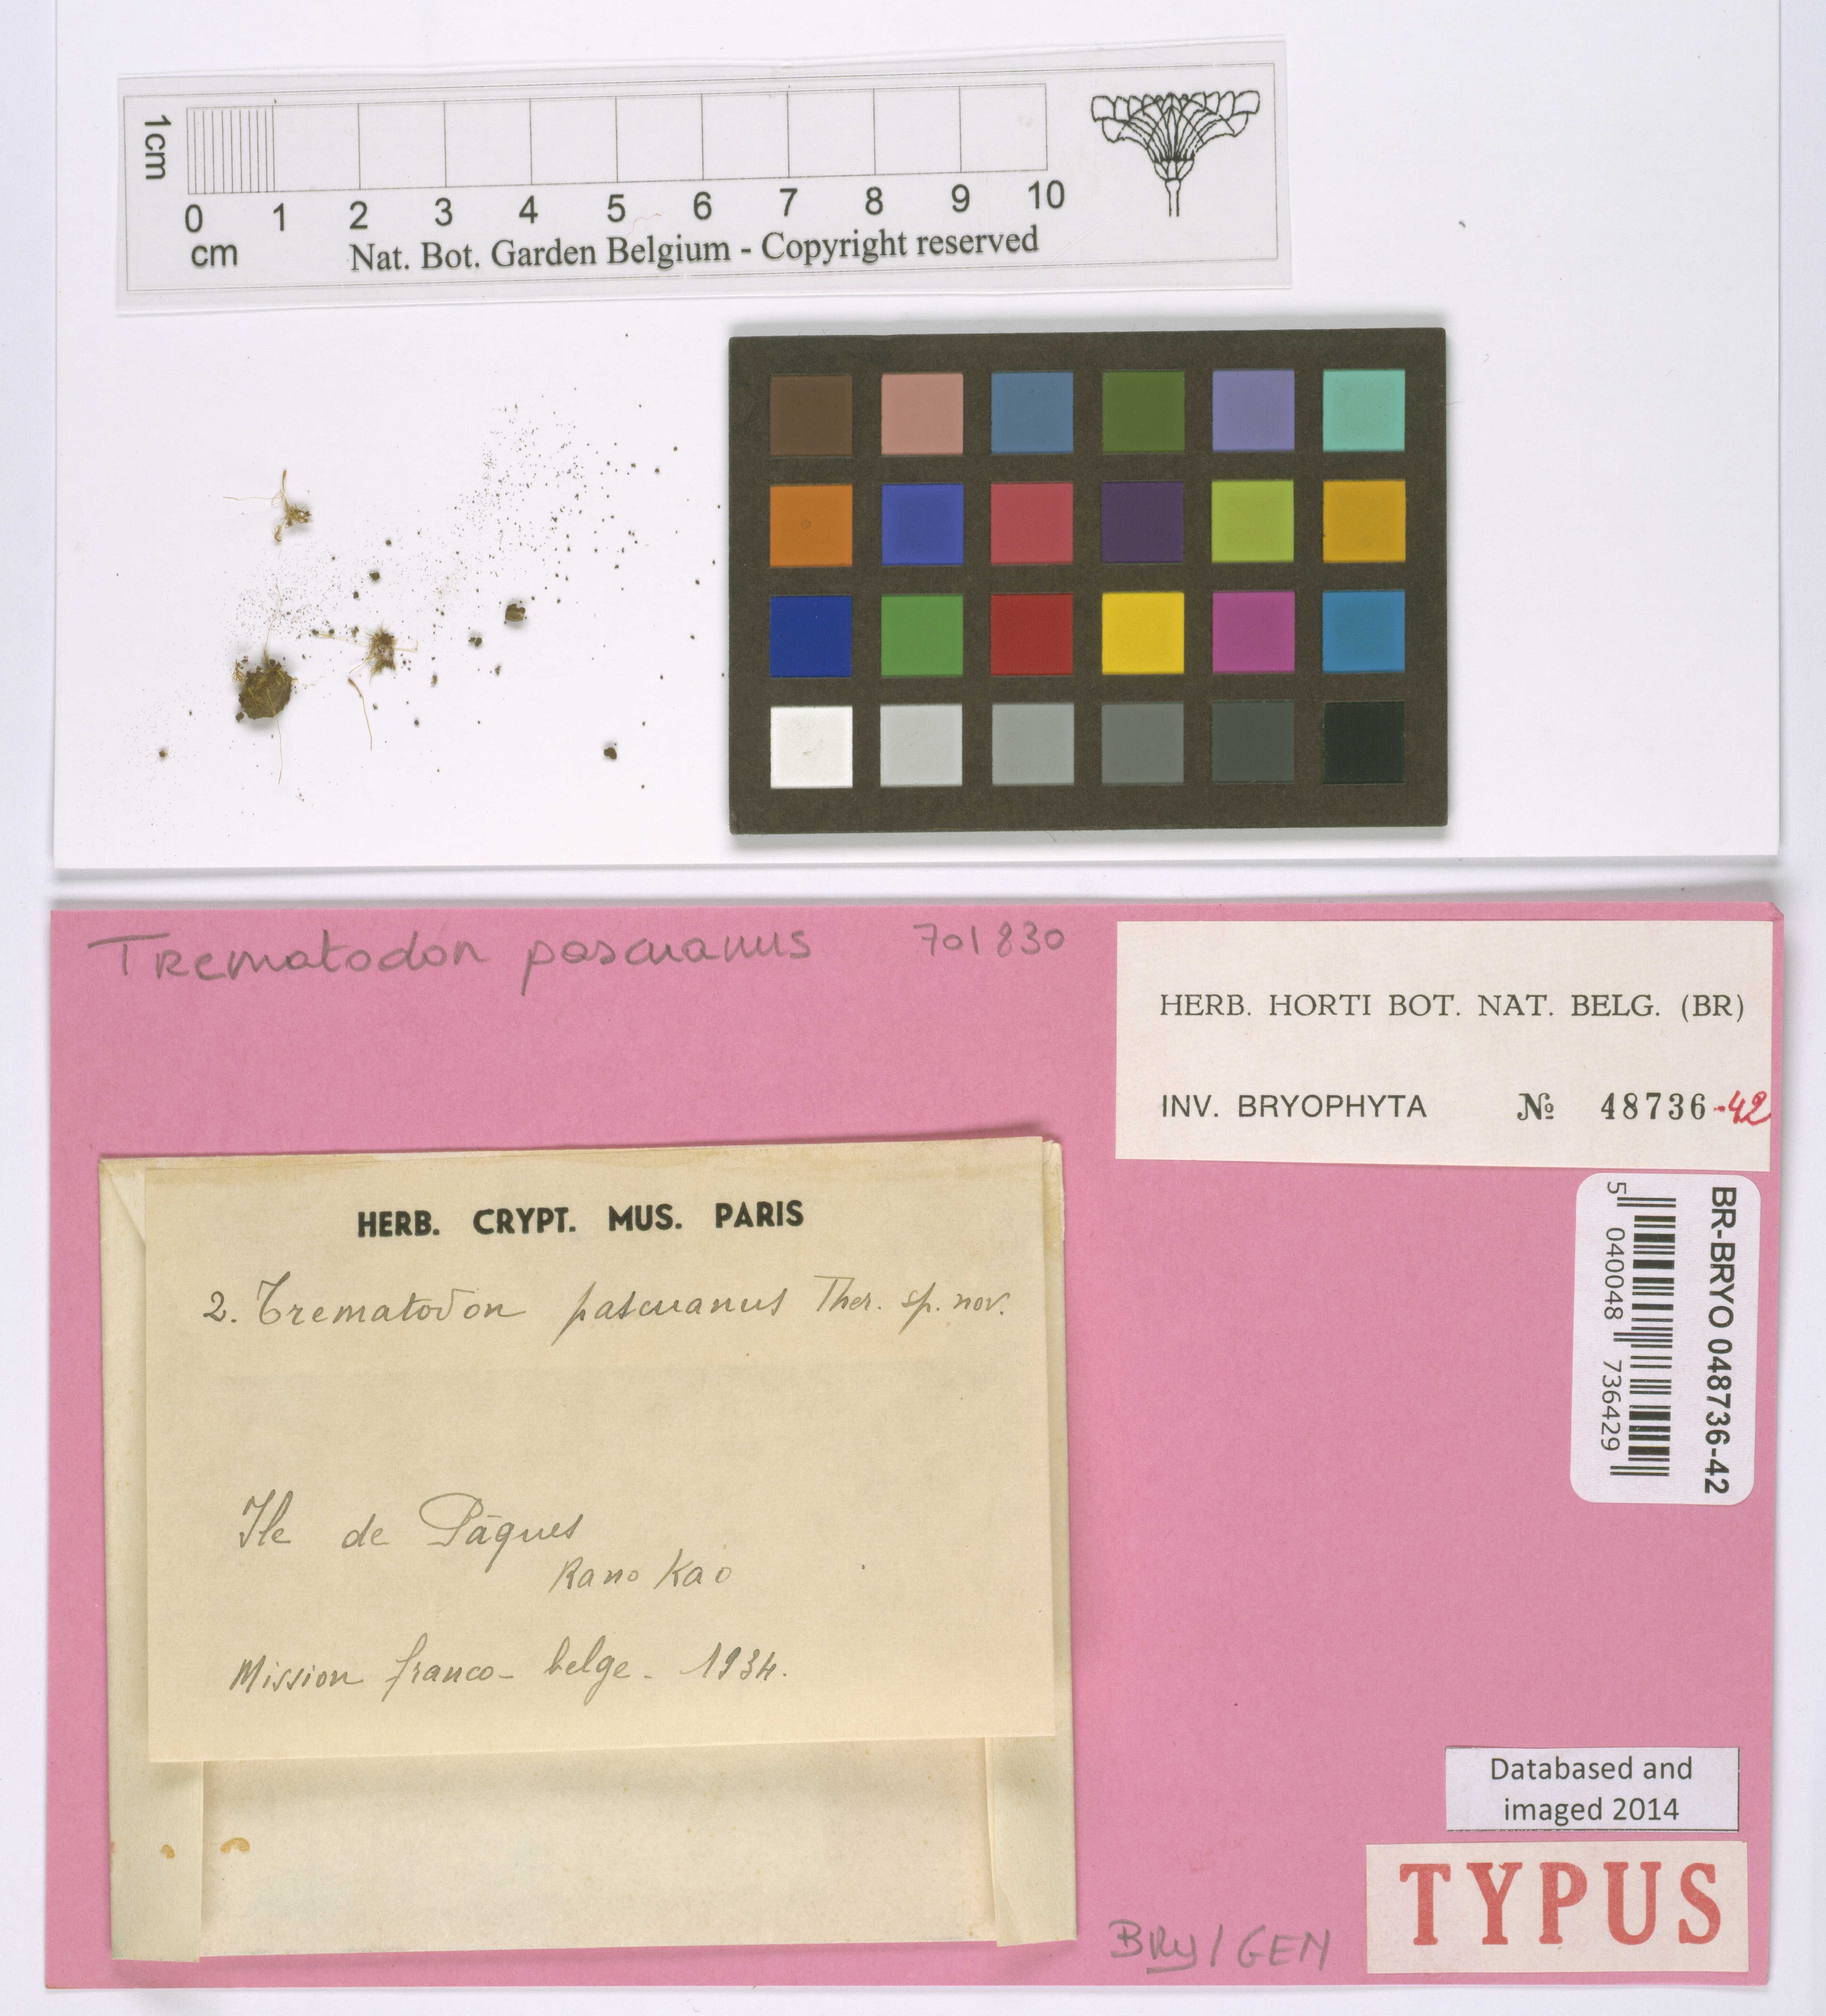 1cm
0 1 2 3 4 5 6 7 8 9 10
cm
Nat. Bot. Garden Belgium - Copyright reserved
Trematodon pascuanus 701830
HERB. HORTI BOT. NAT. BELG. (BR)
INV. BRYOPHYTA № 48736-42
BR-BRYO 048736-42
5 040048 736429
HERB. CRYPT. MUS. PARIS
2. Trematodon pascuanus Ther. sp. nov.
Ile de Pâques
Rano Kao
Mission franco-belge - 1934.
Databased and
imaged 2014
TYPUS
BRY/GEN